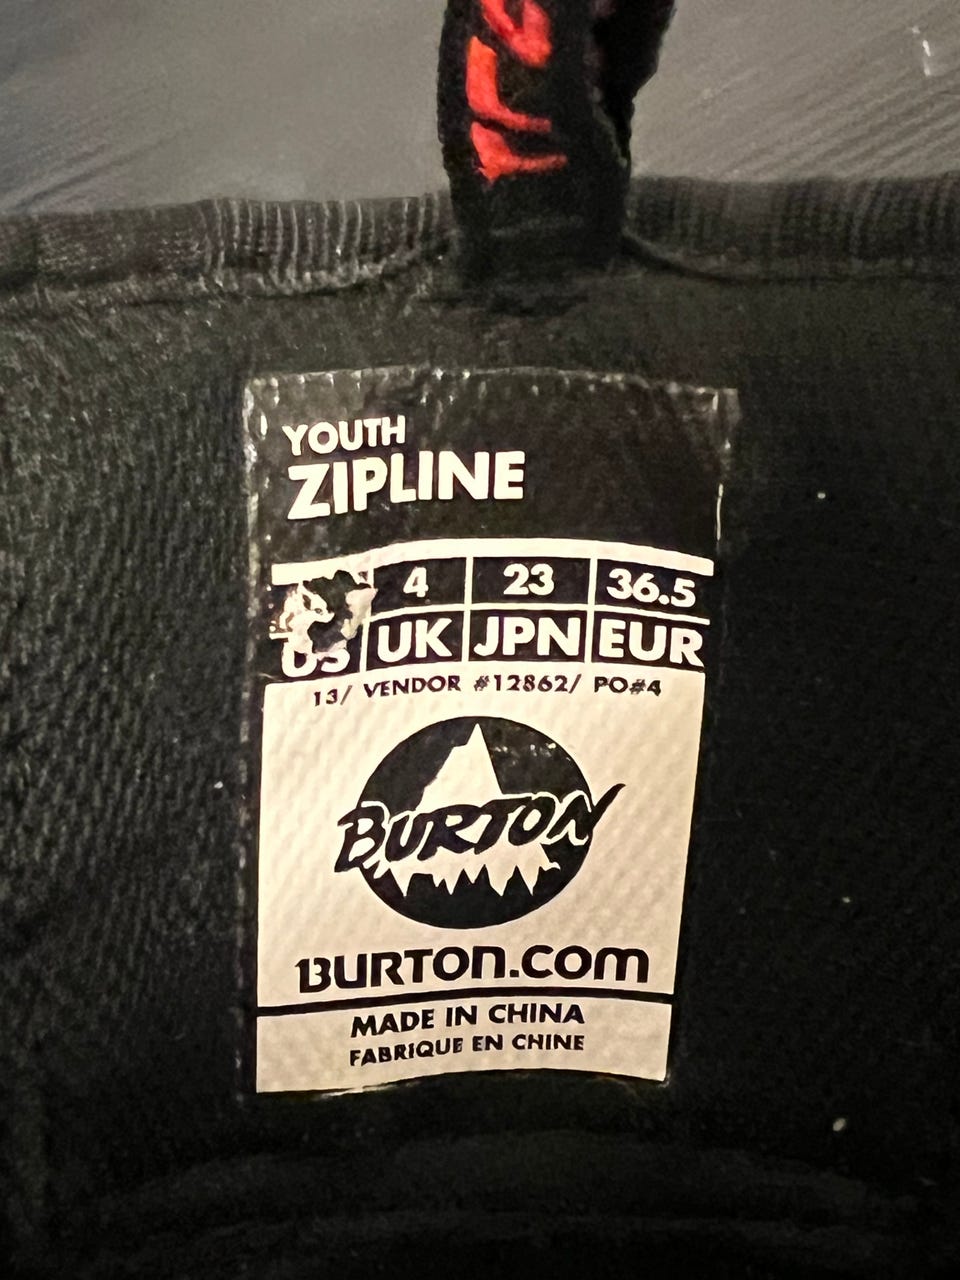 YOUTH
ZIPLINE
4 23 36.5
US UK JPN EUR
13/ VENDOR #12862/ PO#4
BURTON
BURTON.COM
MADE IN CHINA
FABRIQUE EN CHINE